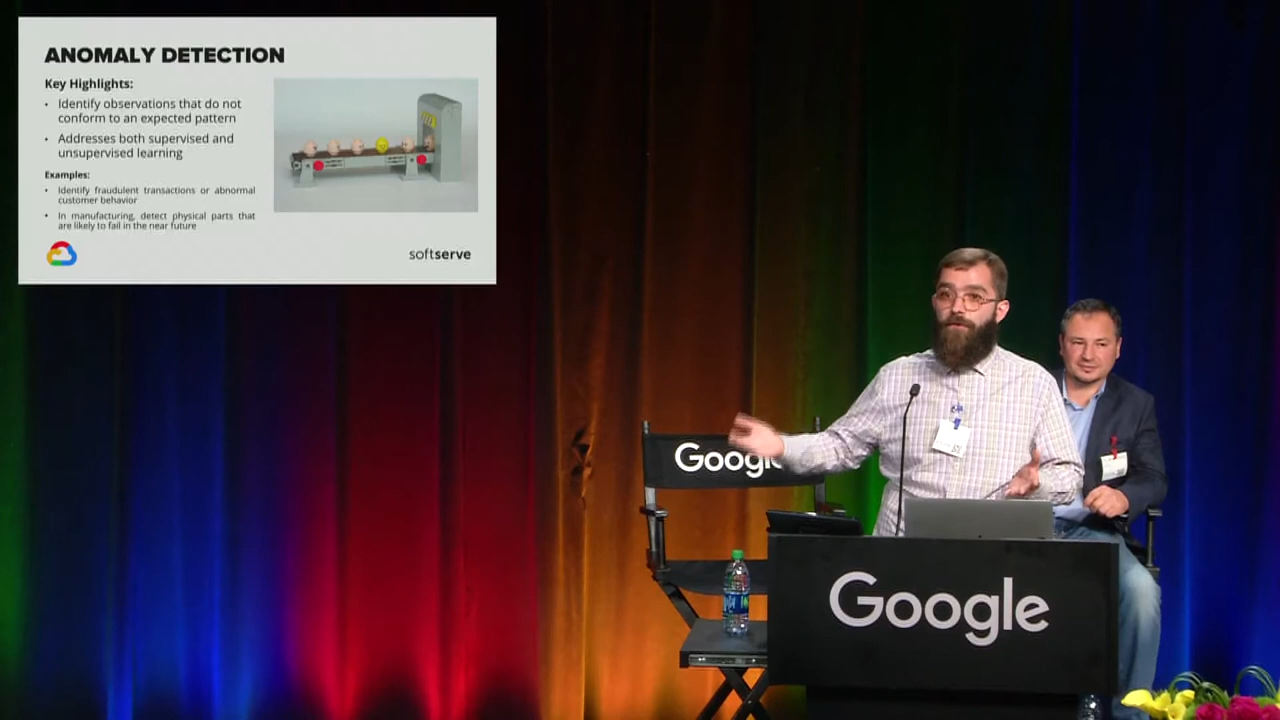 ANOMALY DETECTION
Key Highlights:
• Identify observations that do not
conform to an expected pattern
• Addresses both supervised and
unsupervised learning
Examples:
• Identify fraudulent transactions or abnormal
customer behavior
• In manufacturing, detect physical parts that
are likely to fail in the near future
softserve
Google
Google